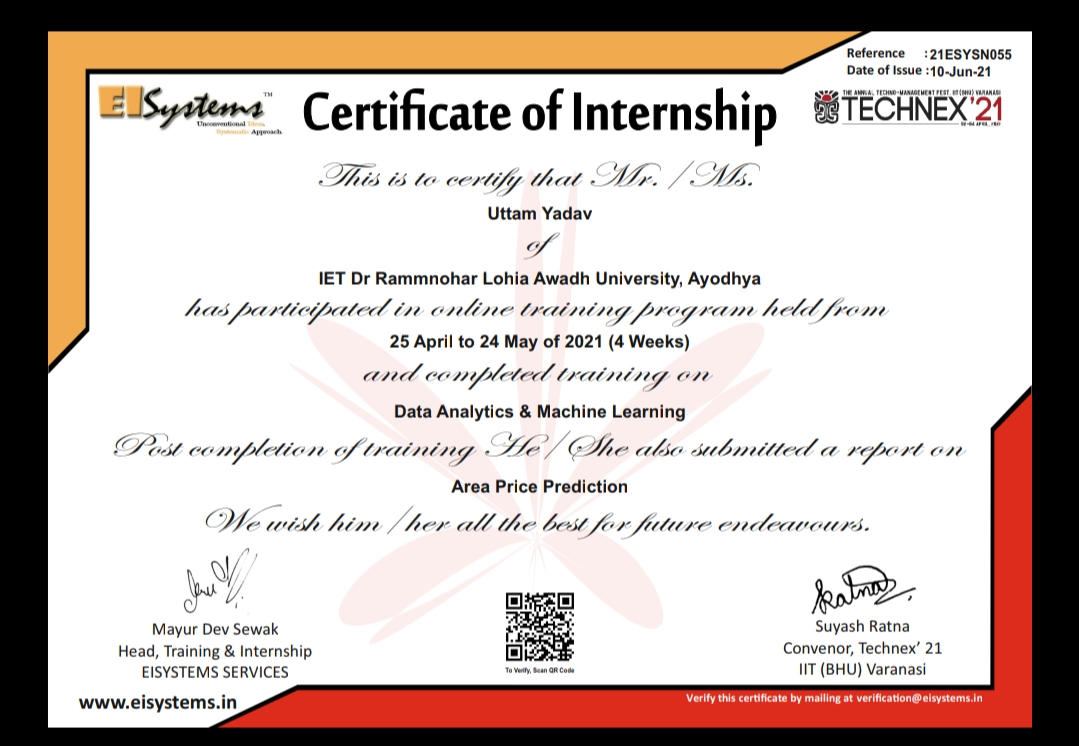 Reference : 21ESYSN055
Date of Issue : 10-Jun-21
EISystems TM
Unconventional Ideas.
Systematic Approach.
Certificate of Internship
THE ANNUAL TECHNO-MANAGEMENT FEST, IIT(BHU) VARANASI
TECHNEX'21
This is to certify that Mr. / Ms.
Uttam Yadav
of
IET Dr Rammnohar Lohia Awadh University, Ayodhya
has participated in online training program held from
25 April to 24 May of 2021 (4 Weeks)
and completed training on
Data Analytics & Machine Learning
Post completion of training He / She also submitted a report on
Area Price Prediction
We wish him / her all the best for future endeavours.
Mayur Dev Sewak
Head, Training & Internship
EISYSTEMS SERVICES
To Verify, Scan QR Code
Suyash Ratna
Convenor, Technex' 21
IIT (BHU) Varanasi
www.eisystems.in
Verify this certificate by mailing at verification@eisystems.in